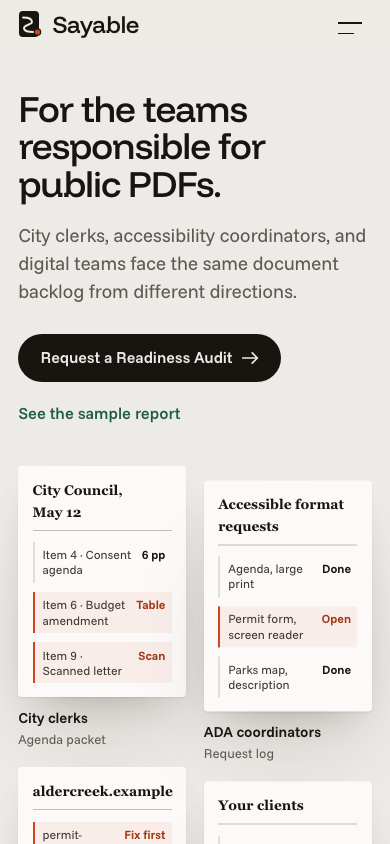 Sayable
For the teams
responsible for
public PDFs.
City clerks, accessibility coordinators, and
digital teams face the same document
backlog from different directions.
Request a Readiness Audit →
See the sample report
City Council,
May 12
Item 4 · Consent 6 pp
agenda
Item 6 · Budget Table
amendment
Item 9 · Scan
Scanned letter
City clerks
Agenda packet
Accessible format
requests
Agenda, large Done
print
Permit form, Open
screen reader
Parks map, Done
description
ADA coordinators
Request log
aldercreek.example
permit- Fix first
Your clients